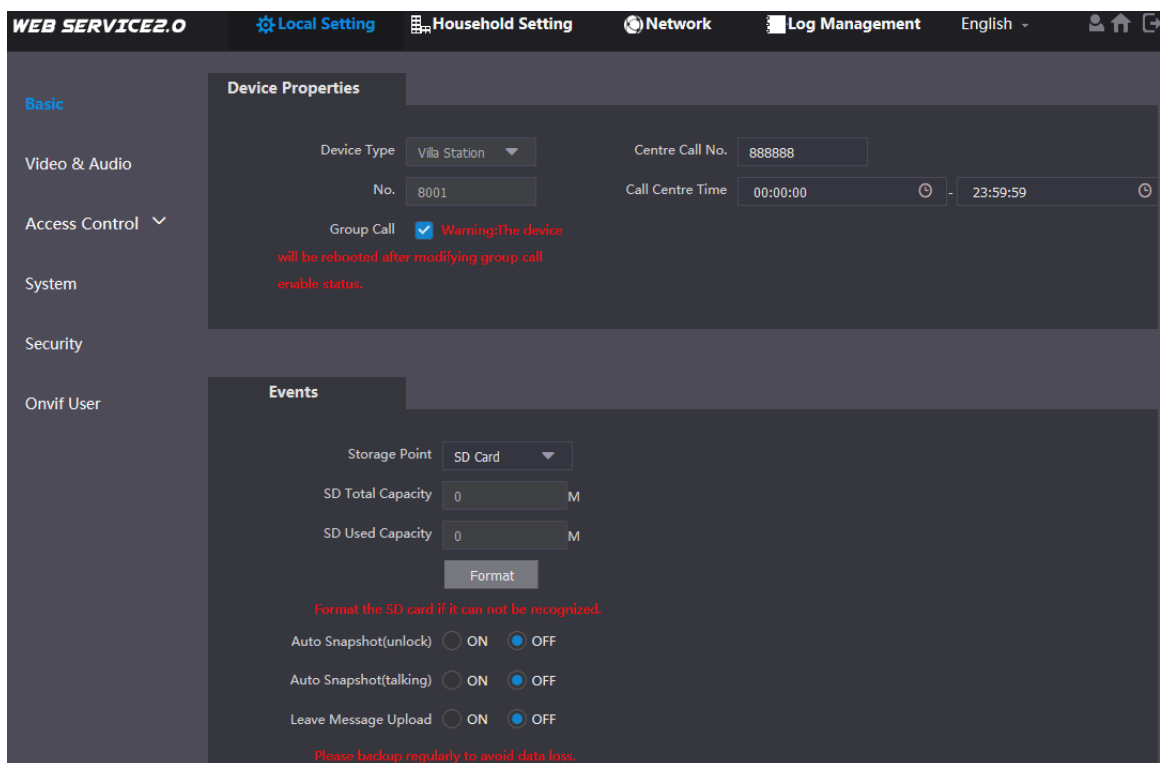 WEB SERVICE2.0 Local Setting Household Setting Network Log Management English
Basic
Video & Audio
Access Control
System
Security
Onvif User
Device Properties
Device Type Villa Station Centre Call No. 888888
No. 8001 Call Centre Time 00:00:00 - 23:59:59
Group Call Warning:The device
will be rebooted after modifying group call
enable status.
Events
Storage Point SD Card
SD Total Capacity 0 M
SD Used Capacity 0 M
Format
Format the SD card if it can not be recognized.
Auto Snapshot(unlock) ON OFF
Auto Snapshot(talking) ON OFF
Leave Message Upload ON OFF
Please backup regularly to avoid data loss.